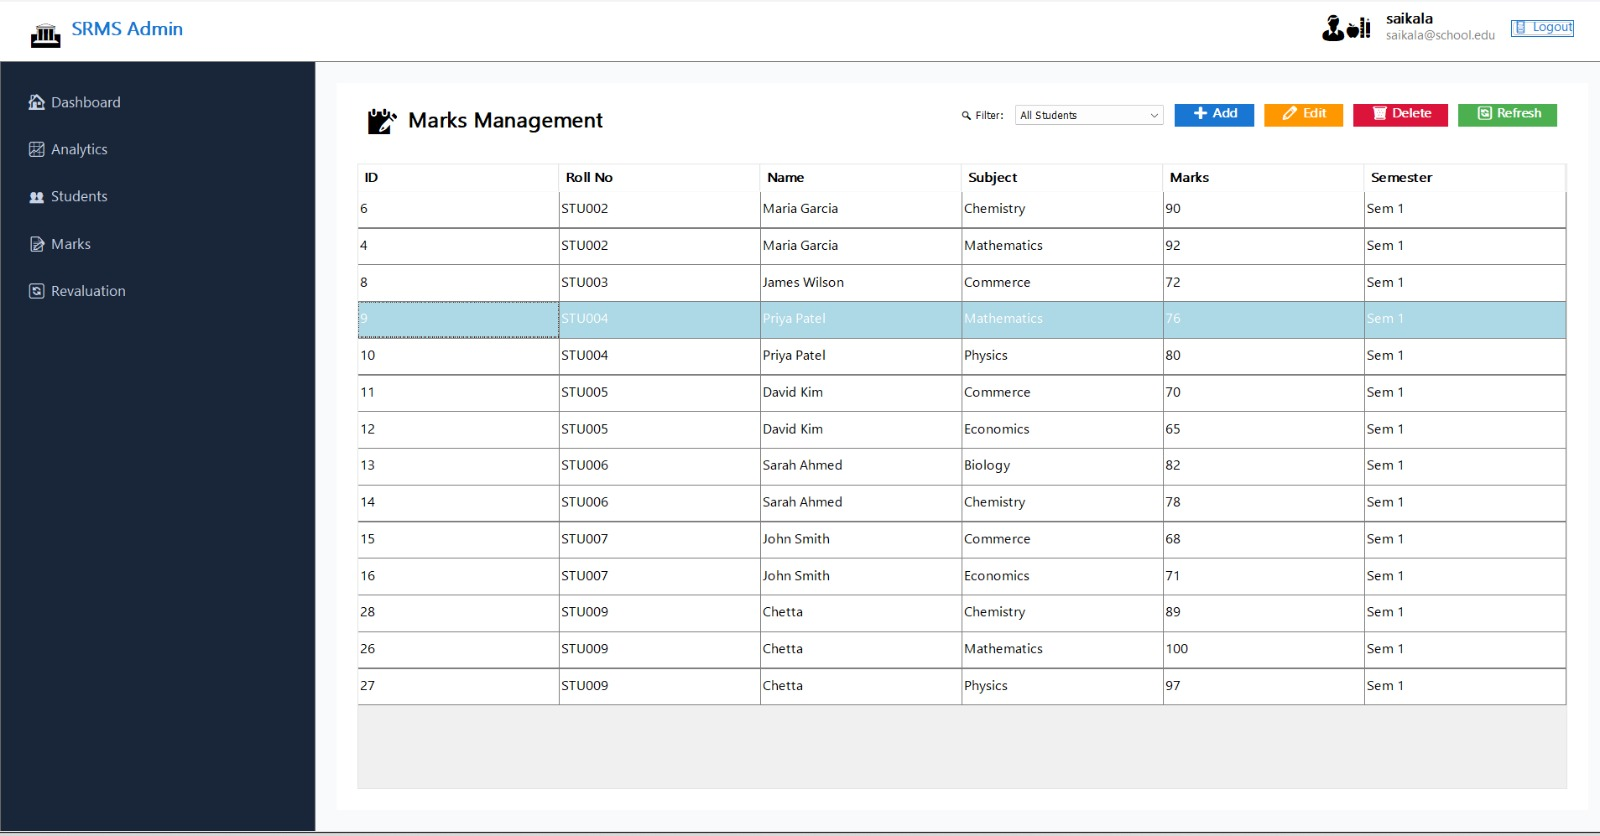 SRMS Admin
saikala
saikala@school.edu
Logout
Dashboard
Analytics
Students
Marks
Revaluation
Marks Management
Filter: All Students Add Edit Delete Refresh
ID Roll No Name Subject Marks Semester
6 STU002 Maria Garcia Chemistry 90 Sem 1
4 STU002 Maria Garcia Mathematics 92 Sem 1
8 STU003 James Wilson Commerce 72 Sem 1
9 STU004 Priya Patel Mathematics 76 Sem 1
10 STU004 Priya Patel Physics 80 Sem 1
11 STU005 David Kim Commerce 70 Sem 1
12 STU005 David Kim Economics 65 Sem 1
13 STU006 Sarah Ahmed Biology 82 Sem 1
14 STU006 Sarah Ahmed Chemistry 78 Sem 1
15 STU007 John Smith Commerce 68 Sem 1
16 STU007 John Smith Economics 71 Sem 1
28 STU009 Chetta Chemistry 89 Sem 1
26 STU009 Chetta Mathematics 100 Sem 1
27 STU009 Chetta Physics 97 Sem 1